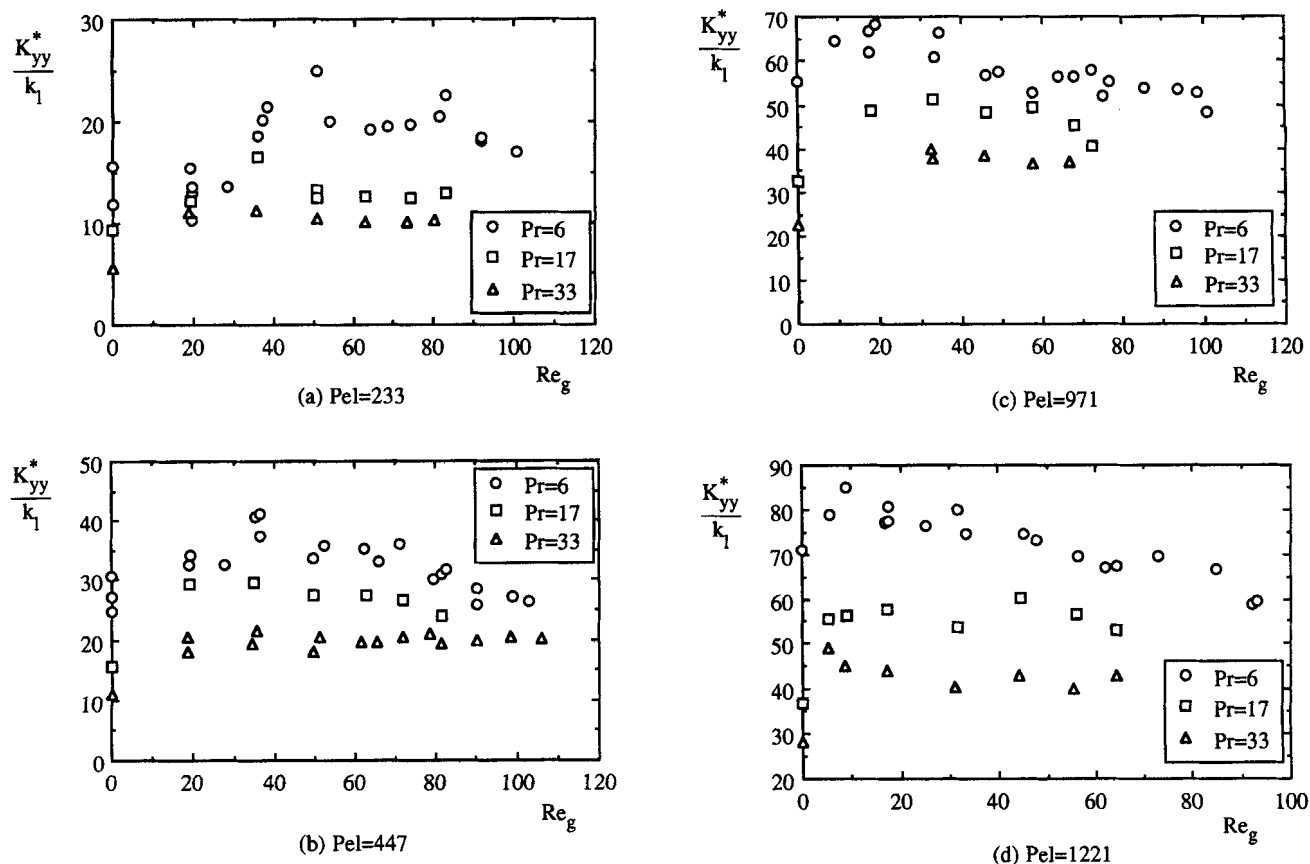 30
K*yy
kl
20
10
0
0 20 40 60 80 100 120
Reg
Pr=6
Pr=17
Pr=33
(a) Pel=233
50
K*yy
kl
40
30
20
10
0
0 20 40 60 80 100 120
Reg
Pr=6
Pr=17
Pr=33
(b) Pel=447
70
K*yy
kl
60
50
40
30
20
10
0
0 20 40 60 80 100 120
Reg
Pr=6
Pr=17
Pr=33
(c) Pel=971
90
K*yy
kl
80
70
60
50
40
30
20
0 20 40 60 80 100
Reg
Pr=6
Pr=17
Pr=33
(d) Pel=1221